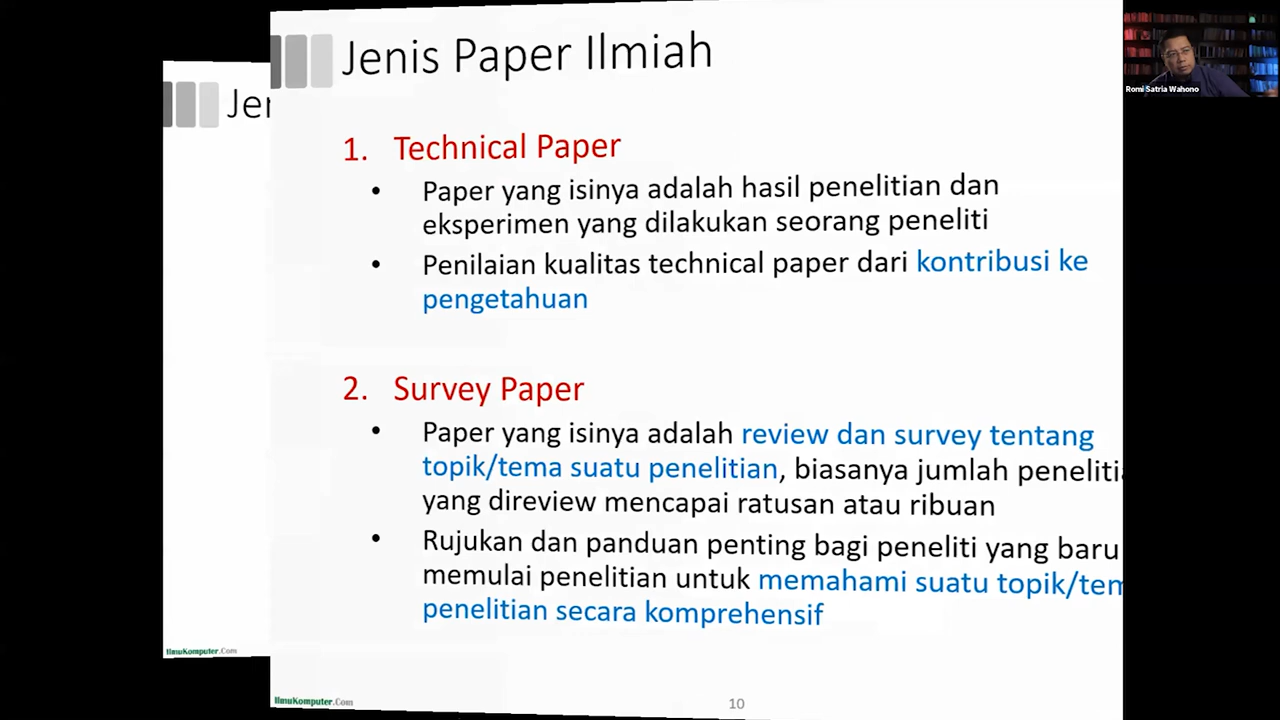 Jenis Paper Ilmiah
Jer
Romi Satria Wahono
1. Technical Paper
• Paper yang isinya adalah hasil penelitian dan
eksperimen yang dilakukan seorang peneliti
• Penilaian kualitas technical paper dari kontribusi ke
pengetahuan
2. Survey Paper
• Paper yang isinya adalah review dan survey tentang
topik/tema suatu penelitian, biasanya jumlah penelitia
yang direview mencapai ratusan atau ribuan
• Rujukan dan panduan penting bagi peneliti yang baru
memulai penelitian untuk memahami suatu topik/tem
penelitian secara komprehensif
IlmuKomputer.Com
IlmuKomputer.Com
10